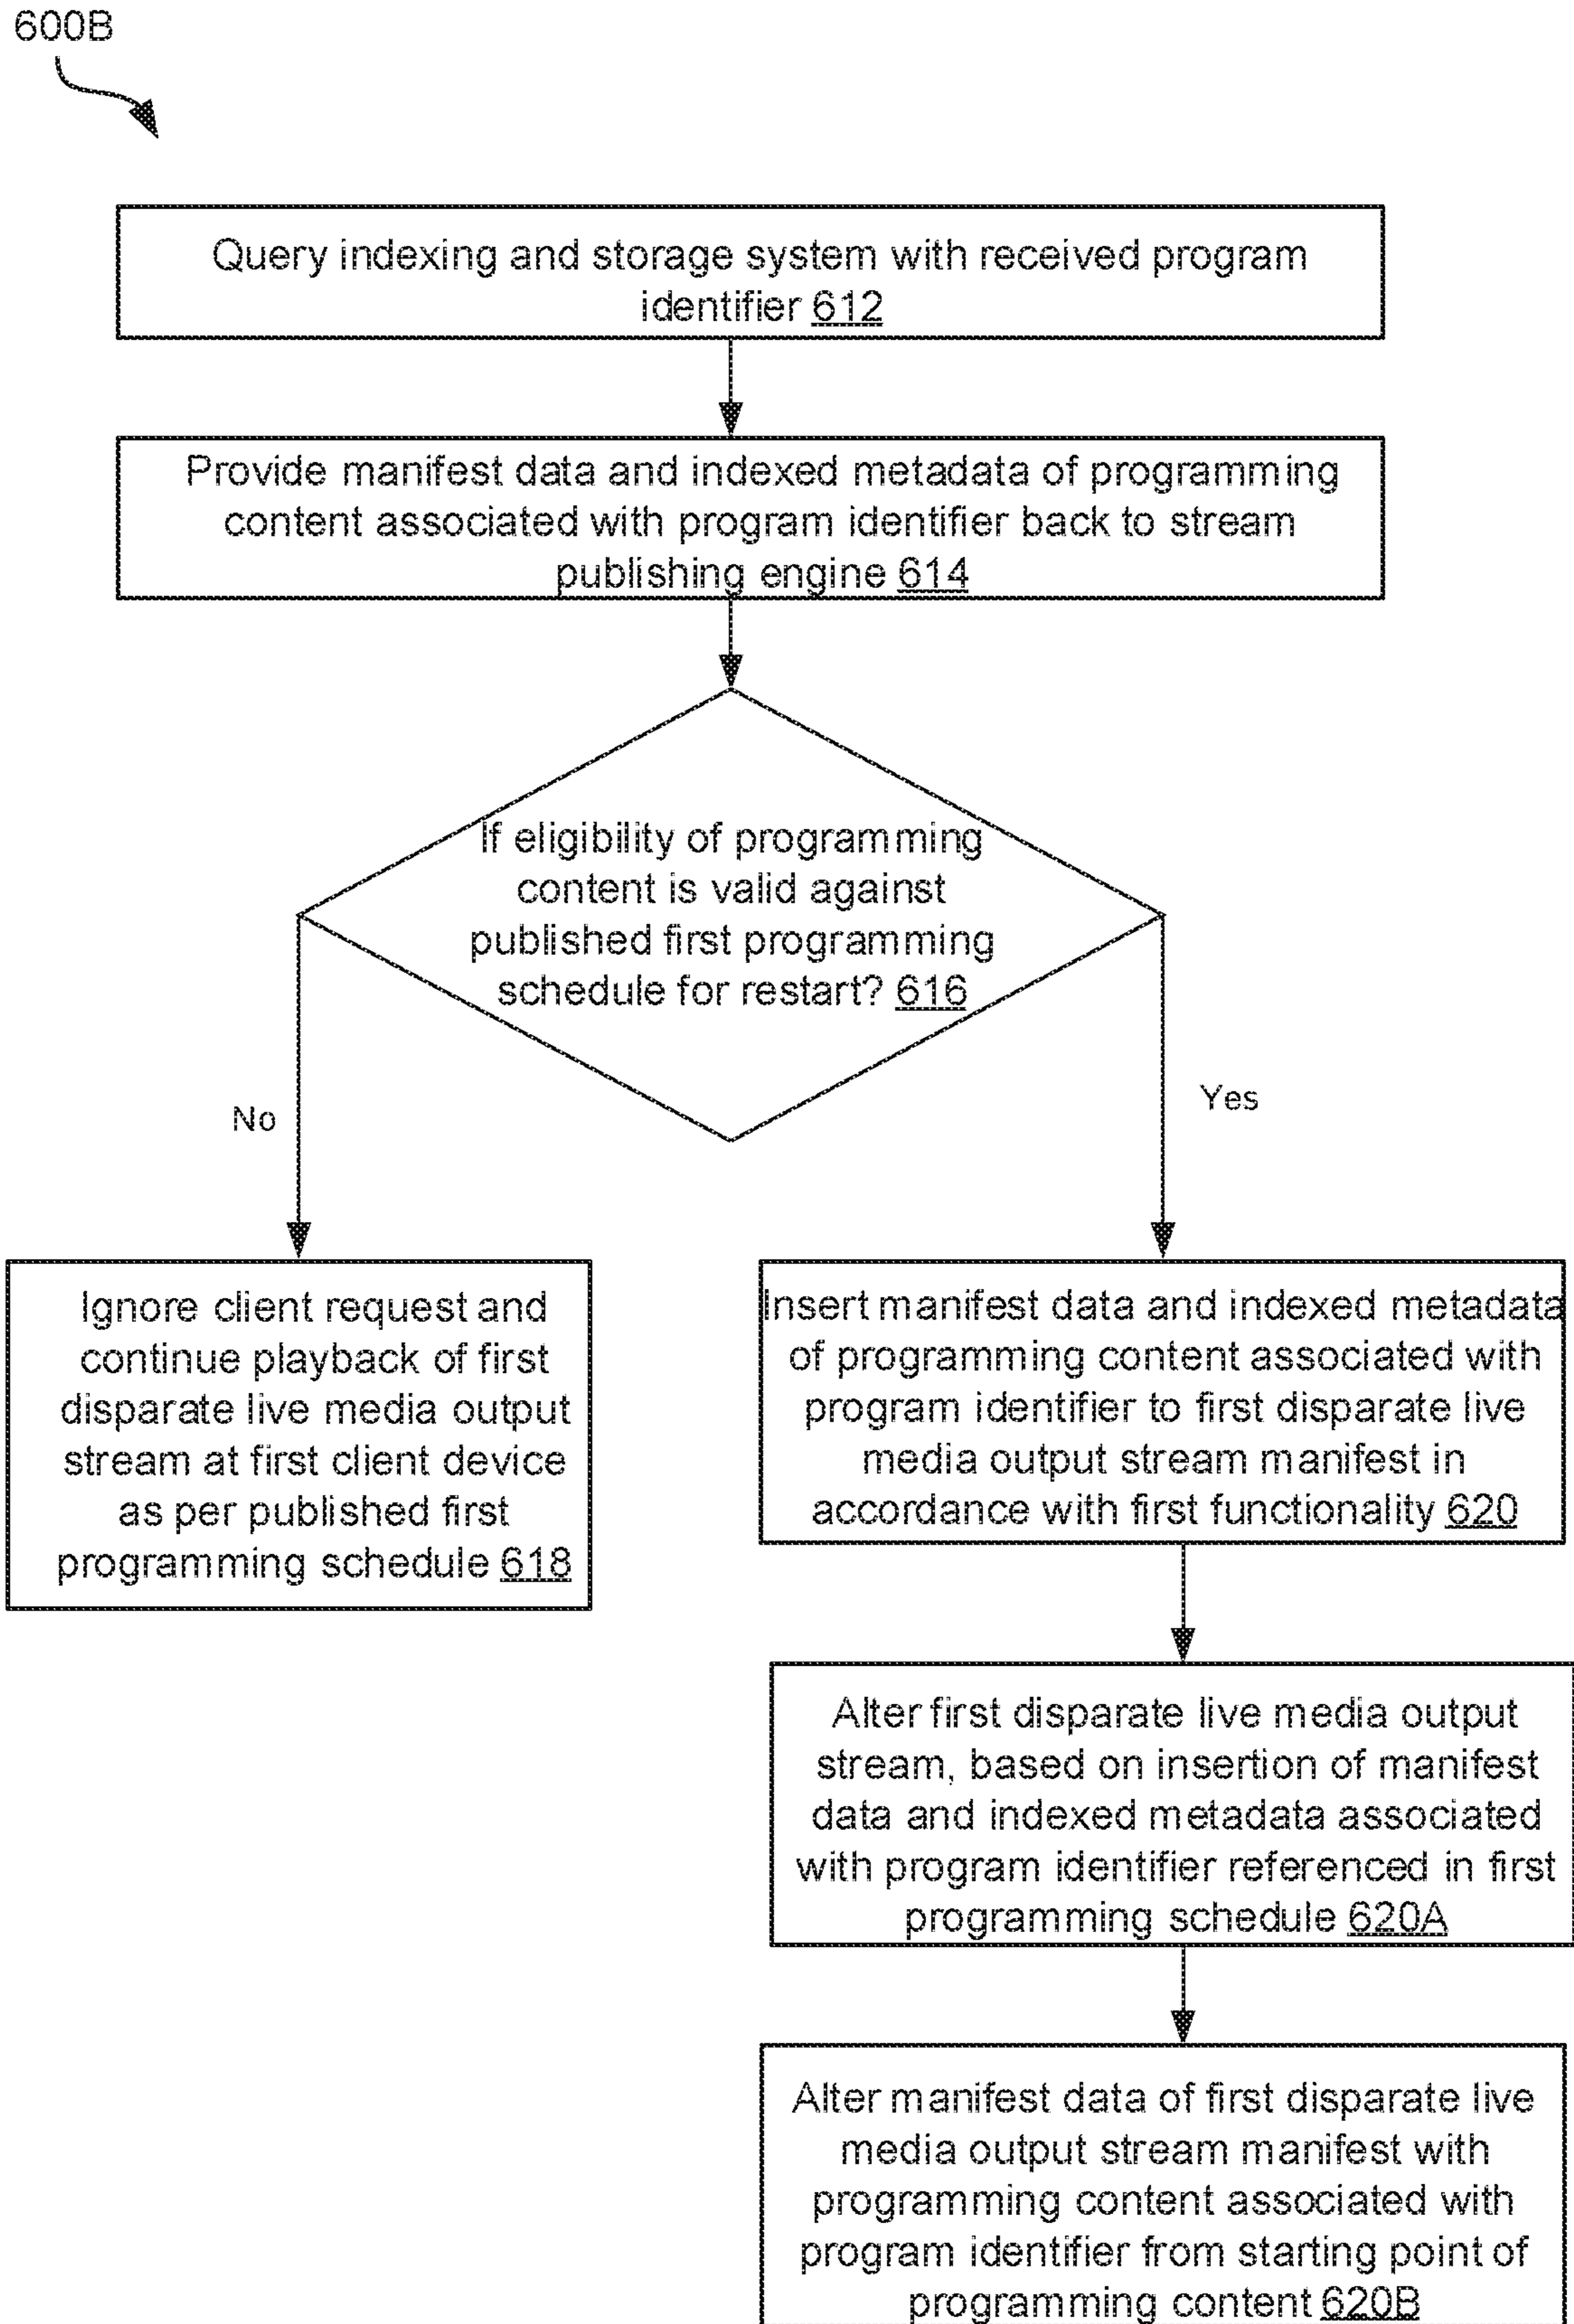 600B
Query indexing and storage system with received program
identifier 612
Provide manifest data and indexed metadata of programming
content associated with program identifier back to stream
publishing engine 614
If eligibility of programming
content is valid against
published first programming
schedule for restart? 616
No
Yes
Ignore client request and
continue playback of first
disparate live media output
stream at first client device
as per published first
programming schedule 618
Insert manifest data and indexed metadata
of programming content associated with
program identifier to first disparate live
media output stream manifest in
accordance with first functionality 620
Alter first disparate live media output
stream, based on insertion of manifest
data and indexed metadata associated
with program identifier referenced in first
programming schedule 620A
Alter manifest data of first disparate live
media output stream manifest with
programming content associated with
program identifier from starting point of
programming content 620B